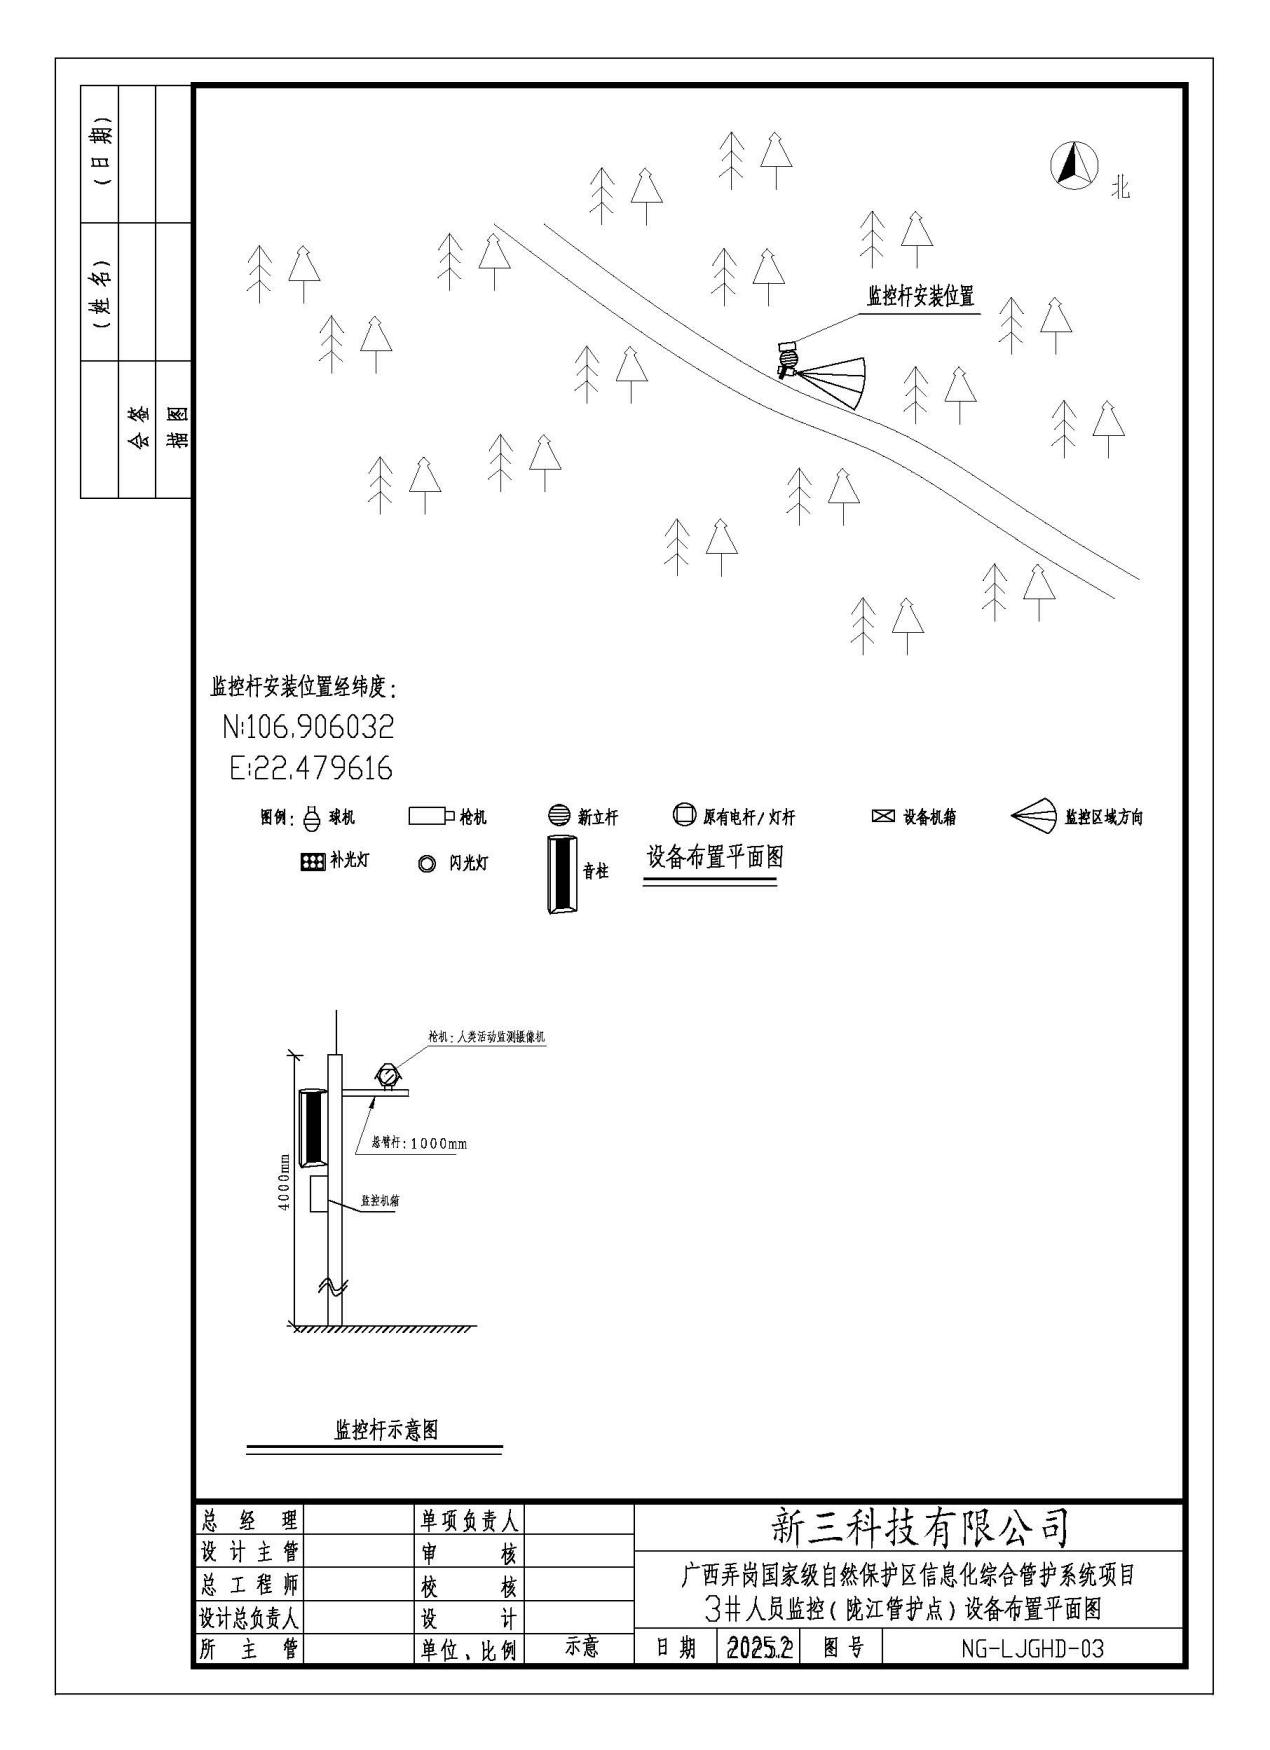 （日 期）
（姓 名）
会 签
描 图
北
监控杆安装位置
监控杆安装位置经纬度：
N:106.906032
E:22.479616
图例： 球机 枪机 新立杆 原有电杆/灯杆 设备机箱 监控区域方向
补光灯 闪光灯 音柱 设备布置平面图
枪机：人类活动监测摄像机
悬臂杆：1000mm
4000mm
监控机箱
监控杆示意图
总 经 理 单项负责人 新三科技有限公司
设 计 主 管 审 核
总 工 程 师 校 核 广西弄岗国家级自然保护区信息化综合管护系统项目
设计总负责人 设 计 3#人员监控（陇江管护点）设备布置平面图
所 主 管 单位、比例 示意 日 期 2025.2 图 号 NG-LJGHD-03